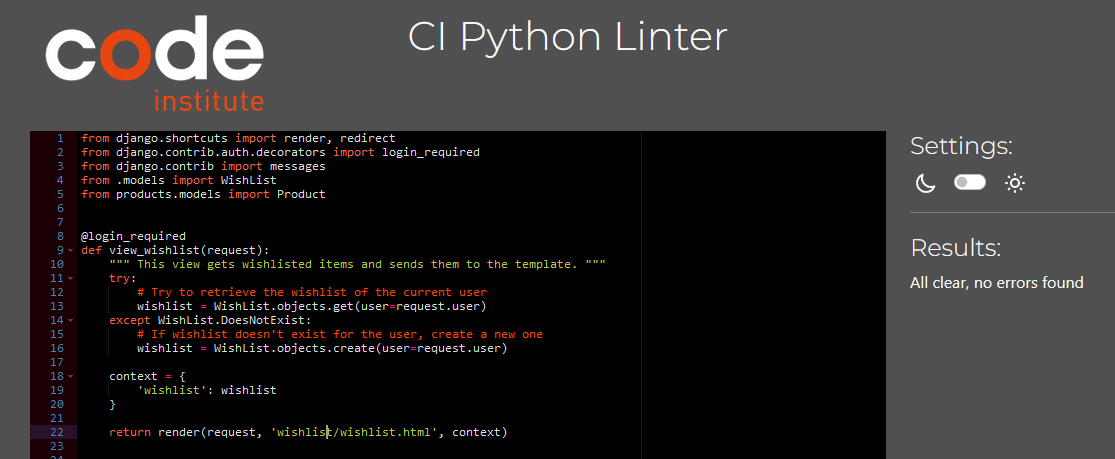 code
institute
CI Python Linter
1 from django.shortcuts import render, redirect
2 from django.contrib.auth.decorators import login_required
3 from django.contrib import messages
4 from .models import WishList
5 from products.models import Product
6
7
8 @login_required
9 def view_wishlist(request):
10 """ This view gets wishlisted items and sends them to the template. """
11 try:
12 # Try to retrieve the wishlist of the current user
13 wishlist = WishList.objects.get(user=request.user)
14 except WishList.DoesNotExist:
15 # If wishlist doesn't exist for the user, create a new one
16 wishlist = WishList.objects.create(user=request.user)
17
18 context = {
19 'wishlist': wishlist
20 }
21
22 return render(request, 'wishlist/wishlist.html', context)
23
Settings:
Results:
All clear, no errors found